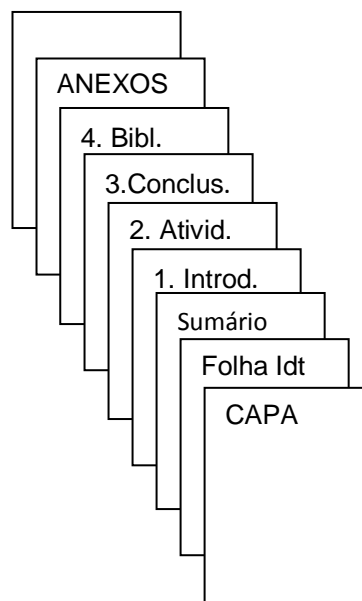 ANEXOS
4. Bibl.
3.Conclus.
2. Ativid.
1. Introd.
Sumário
Folha Idt
CAPA